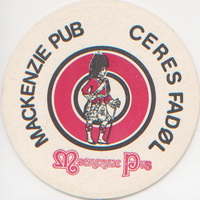 MACKENZIE PUB
CERES FADØL
Mackenzie Pub